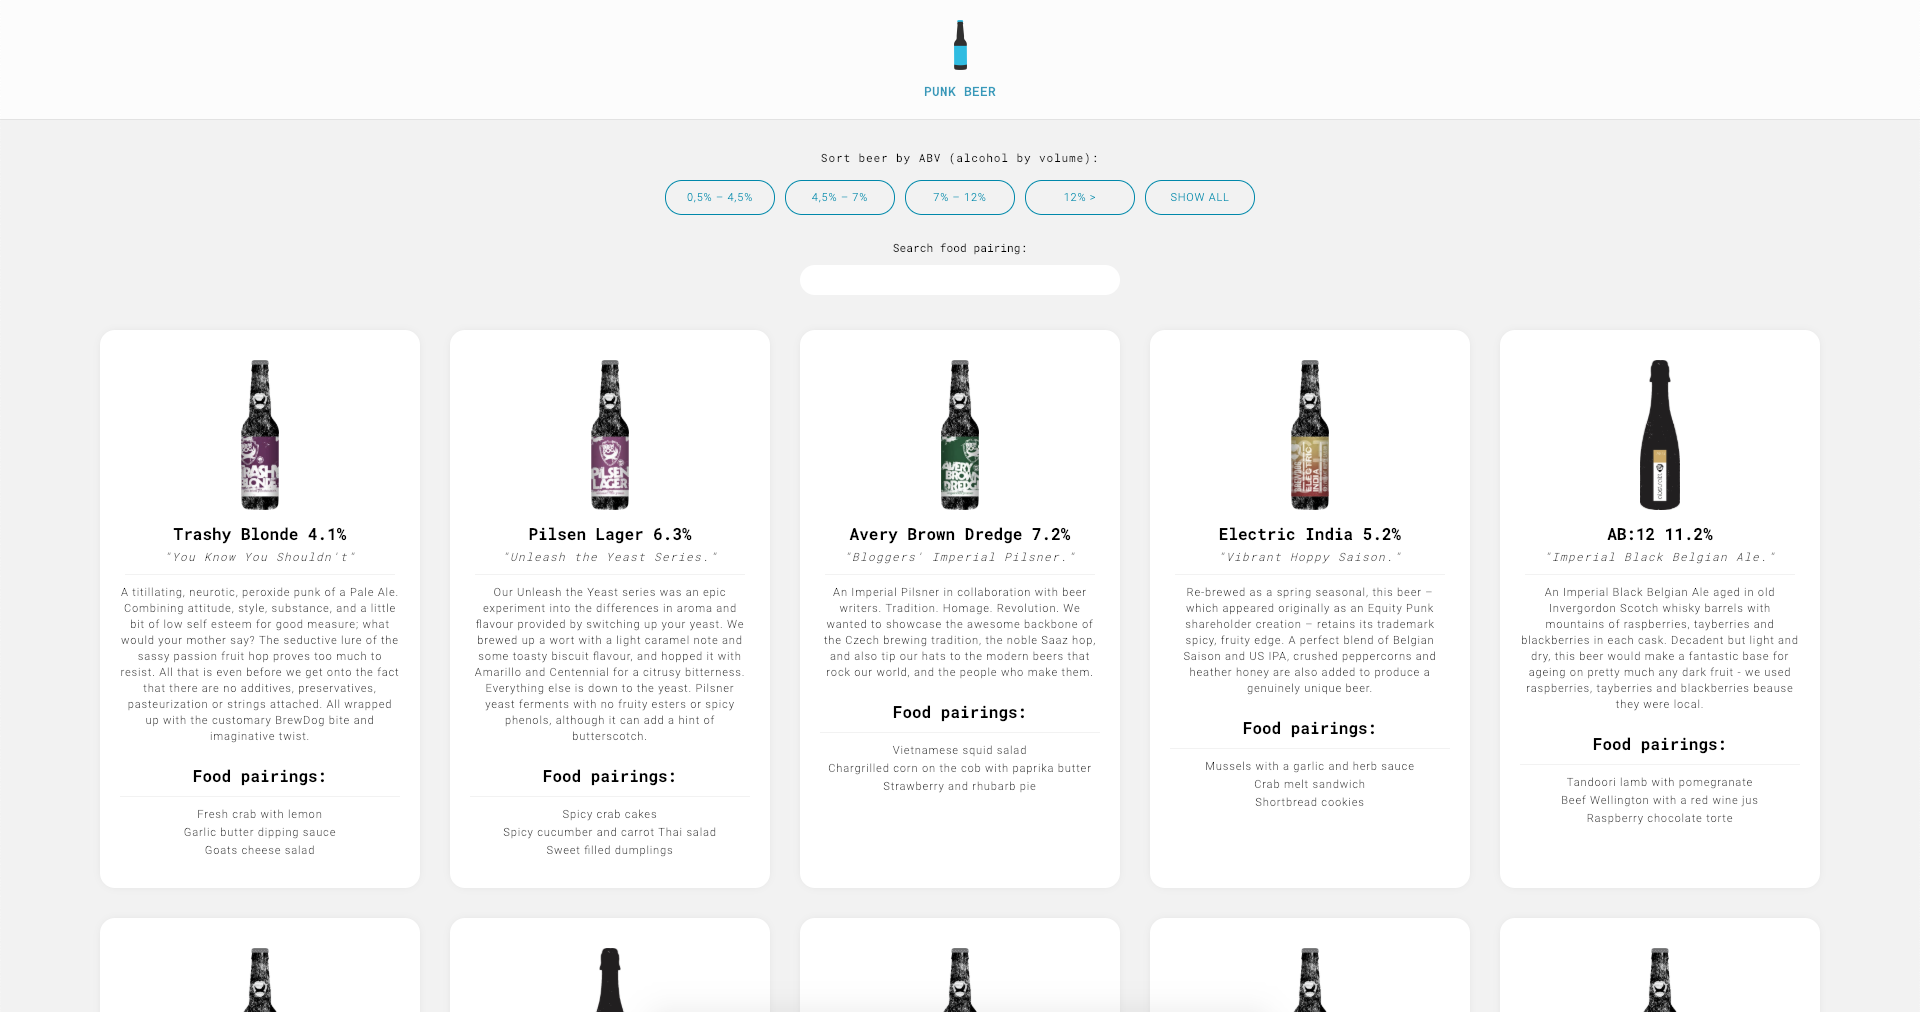 PUNK BEER
Sort beer by ABV (alcohol by volume):
0,5% – 4,5%
4,5% – 7%
7% – 12%
12% >
SHOW ALL
Search food pairing:
TRASHY
BLONDE
Trashy Blonde 4.1%
"You Know You Shouldn't"
A titillating, neurotic, peroxide punk of a Pale Ale.
Combining attitude, style, substance, and a little
bit of low self esteem for good measure; what
would your mother say? The seductive lure of the
sassy passion fruit hop proves too much to
resist. All that is even before we get onto the fact
that there are no additives, preservatives,
pasteurization or strings attached. All wrapped
up with the customary BrewDog bite and
imaginative twist.
Food pairings:
Fresh crab with lemon
Garlic butter dipping sauce
Goats cheese salad
PILSEN
LAGER
Pilsen Lager 6.3%
"Unleash the Yeast Series."
Our Unleash the Yeast series was an epic
experiment into the differences in aroma and
flavour provided by switching up your yeast. We
brewed up a wort with a light caramel note and
some toasty biscuit flavour, and hopped it with
Amarillo and Centennial for a citrusy bitterness.
Everything else is down to the yeast. Pilsner
yeast ferments with no fruity esters or spicy
phenols, although it can add a hint of
butterscotch.
Food pairings:
Spicy crab cakes
Spicy cucumber and carrot Thai salad
Sweet filled dumplings
AVERY
BROWN
DREDGE
Avery Brown Dredge 7.2%
"Bloggers' Imperial Pilsner."
An Imperial Pilsner in collaboration with beer
writers. Tradition. Homage. Revolution. We
wanted to showcase the awesome backbone of
the Czech brewing tradition, the noble Saaz hop,
and also tip our hats to the modern beers that
rock our world, and the people who make them.
Food pairings:
Vietnamese squid salad
Chargrilled corn on the cob with paprika butter
Strawberry and rhubarb pie
ELECTRIC
INDIA
Electric India 5.2%
"Vibrant Hoppy Saison."
Re-brewed as a spring seasonal, this beer –
which appeared originally as an Equity Punk
shareholder creation – retains its trademark
spicy, fruity edge. A perfect blend of Belgian
Saison and US IPA, crushed peppercorns and
heather honey are also added to produce a
genuinely unique beer.
Food pairings:
Mussels with a garlic and herb sauce
Crab melt sandwich
Shortbread cookies
AB:12 11.2%
"Imperial Black Belgian Ale."
An Imperial Black Belgian Ale aged in old
Invergordon Scotch whisky barrels with
mountains of raspberries, tayberries and
blackberries in each cask. Decadent but light and
dry, this beer would make a fantastic base for
ageing on pretty much any dark fruit - we used
raspberries, tayberries and blackberries beause
they were local.
Food pairings:
Tandoori lamb with pomegranate
Beef Wellington with a red wine jus
Raspberry chocolate torte